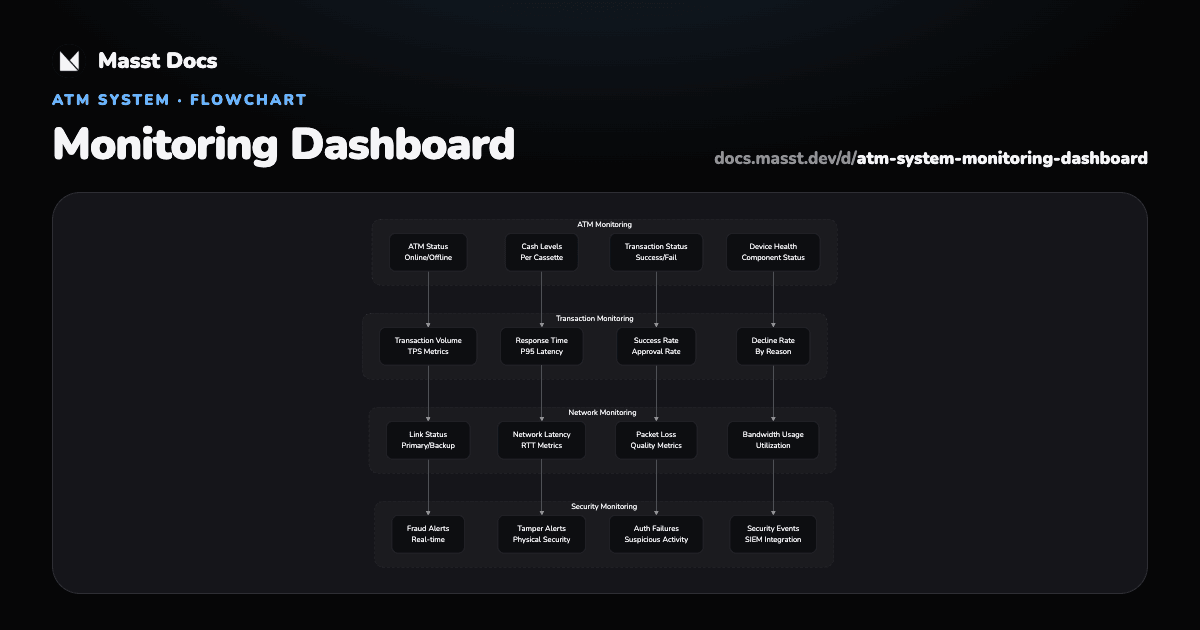 Masst Docs
ATM SYSTEM · FLOWCHART
Monitoring Dashboard
docs.masst.dev/d/atm-system-monitoring-dashboard
ATM Monitoring
ATM Status
Online/Offline
Cash Levels
Per Cassette
Transaction Status
Success/Fail
Device Health
Component Status
Transaction Monitoring
Transaction Volume
TPS Metrics
Response Time
P95 Latency
Success Rate
Approval Rate
Decline Rate
By Reason
Network Monitoring
Link Status
Primary/Backup
Network Latency
RTT Metrics
Packet Loss
Quality Metrics
Bandwidth Usage
Utilization
Security Monitoring
Fraud Alerts
Real-time
Tamper Alerts
Physical Security
Auth Failures
Suspicious Activity
Security Events
SIEM Integration